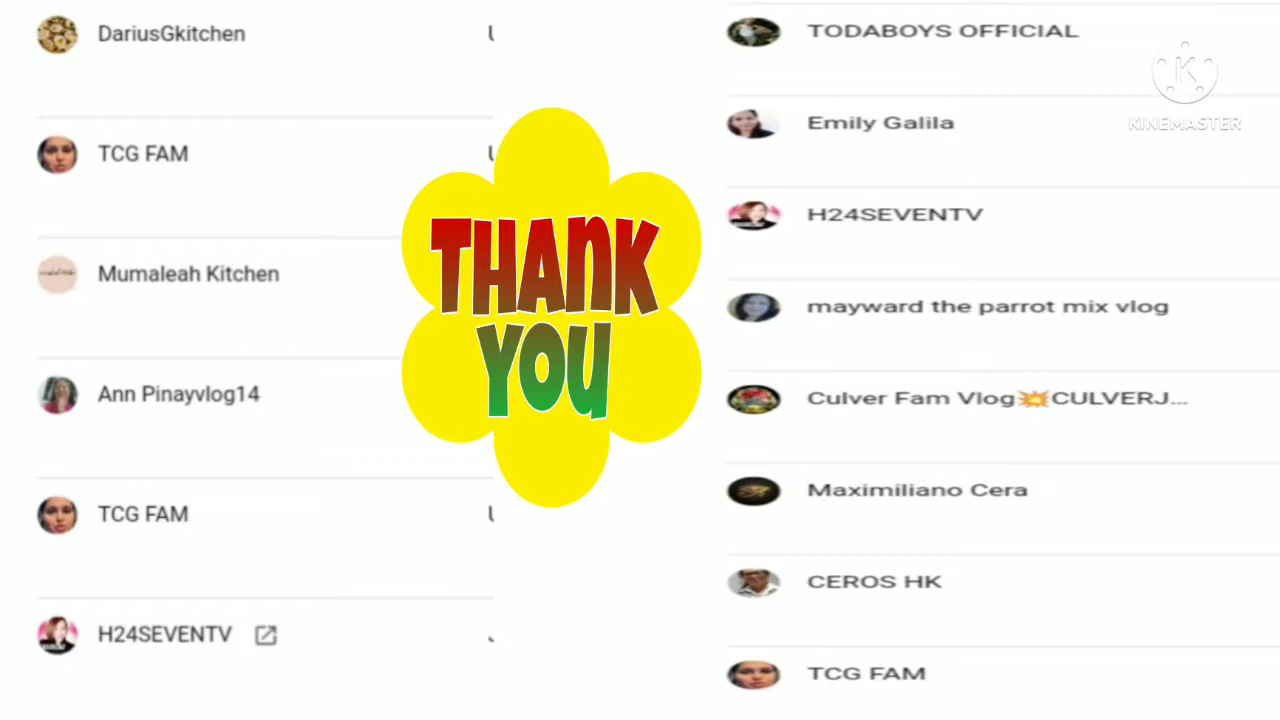 DariusGkitchen
TCG FAM
Mumaleah Kitchen
Ann Pinayvlog14
TCG FAM
H24SEVENTV
THANK
YOU
TODABOYS OFFICIAL
Emily Galila
H24SEVENTV
mayward the parrot mix vlog
Culver Fam Vlog💥CULVERJ...
Maximiliano Cera
CEROS HK
TCG FAM
KINEMASTER